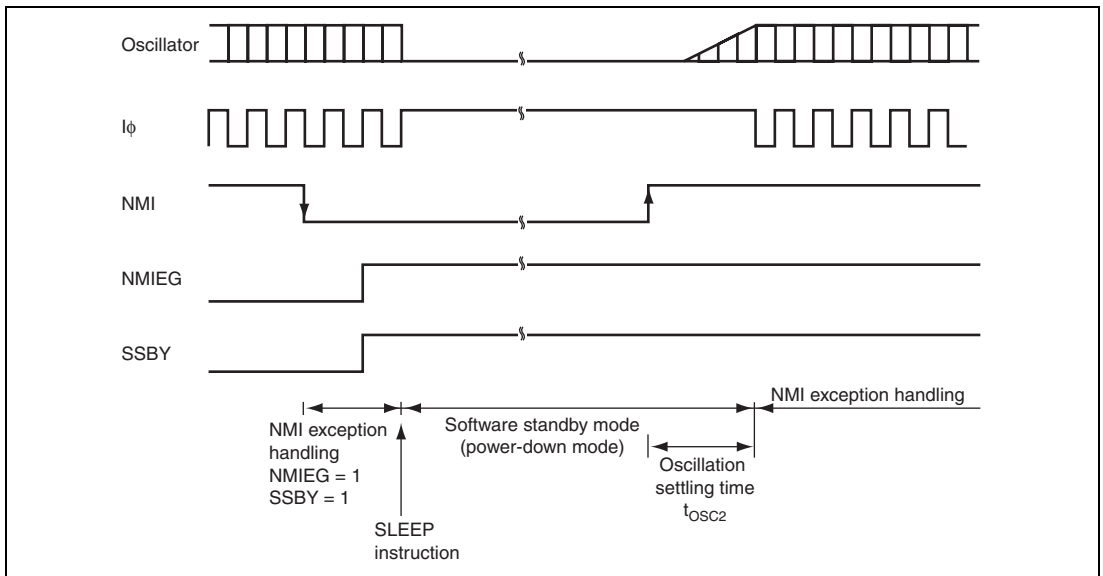 Oscillator
Iϕ
NMI
NMIEG
SSBY
NMI exception handling
Software standby mode
(power-down mode)
NMI exception
handling
NMIEG = 1
SSBY = 1
Oscillation
settling time
tOSC2
SLEEP
instruction